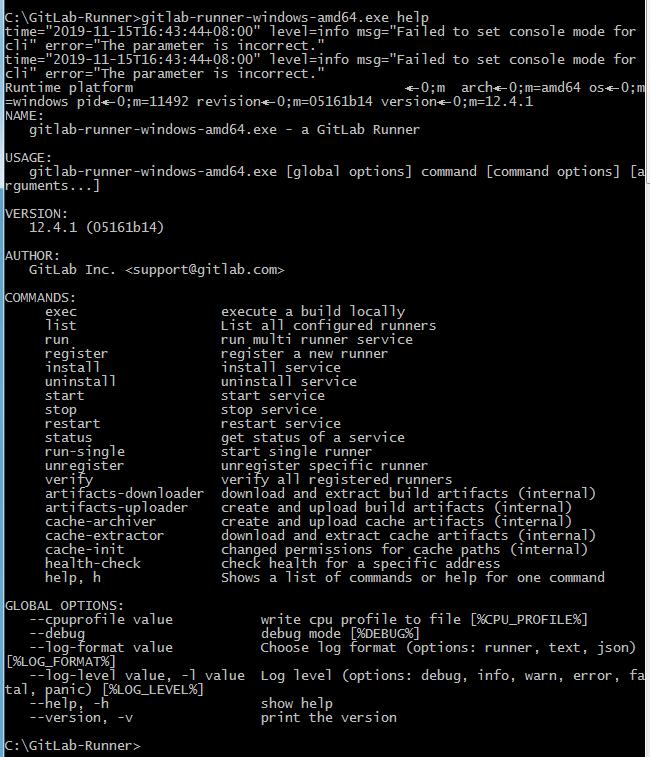 C:\GitLab-Runner>gitlab-runner-windows-amd64.exe help
time="2019-11-15T16:43:44+08:00" level=info msg="Failed to set console mode for
cli" error="The parameter is incorrect."
time="2019-11-15T16:43:44+08:00" level=info msg="Failed to set console mode for
cli" error="The parameter is incorrect."
Runtime platform                                  ←0;m  arch←0;m=amd64 os←0;m
=windows pid←0;m=11492 revision←0;m=05161b14 version←0;m=12.4.1
NAME:
   gitlab-runner-windows-amd64.exe - a GitLab Runner
USAGE:
   gitlab-runner-windows-amd64.exe [global options] command [command options] [a
rguments...]
VERSION:
   12.4.1 (05161b14)
AUTHOR:
   GitLab Inc. <support@gitlab.com>
COMMANDS:
     exec                  execute a build locally
     list                  List all configured runners
     run                   run multi runner service
     register              register a new runner
     install               install service
     uninstall             uninstall service
     start                 start service
     stop                  stop service
     restart               restart service
     status                get status of a service
     run-single            start single runner
     unregister            unregister specific runner
     verify                verify all registered runners
     artifacts-downloader  download and extract build artifacts (internal)
     artifacts-uploader    create and upload build artifacts (internal)
     cache-archiver        create and upload cache artifacts (internal)
     cache-extractor       download and extract cache artifacts (internal)
     cache-init            changed permissions for cache paths (internal)
     health-check          check health for a specific address
     help, h               Shows a list of commands or help for one command
GLOBAL OPTIONS:
   --cpuprofile value           write cpu profile to file [%CPU_PROFILE%]
   --debug                      debug mode [%DEBUG%]
   --log-format value           Choose log format (options: runner, text, json)
[%LOG_FORMAT%]
   --log-level value, -l value  Log level (options: debug, info, warn, error, fa
tal, panic) [%LOG_LEVEL%]
   --help, -h                   show help
   --version, -v                print the version
C:\GitLab-Runner>